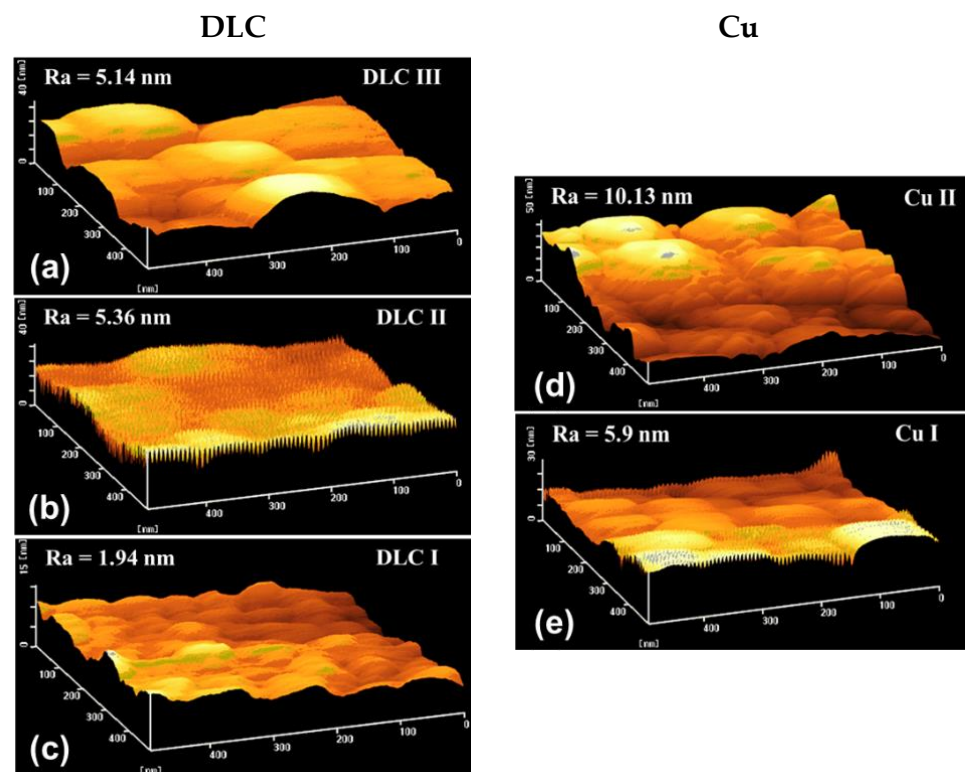 DLC
Cu
Ra = 5.14 nm DLC III
40 [nm]
0
100
200
300
400
[nm]
400
300
200
100
0
(a)
Ra = 5.36 nm DLC II
40 [nm]
0
100
200
300
400
[nm]
400
300
200
100
0
(b)
Ra = 1.94 nm DLC I
15 [nm]
0
100
200
300
400
[nm]
400
300
200
100
0
(c)
Ra = 10.13 nm Cu II
50 [nm]
0
100
200
300
400
[nm]
400
300
200
100
0
(d)
Ra = 5.9 nm Cu I
30 [nm]
0
100
200
300
400
[nm]
400
300
200
100
0
(e)